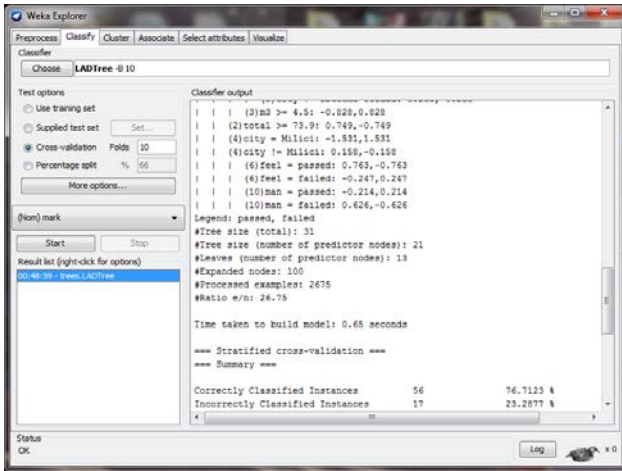 Weka Explorer
Preprocess Classify Cluster Associate Select attributes Visualize
Classifier
Choose LADTree -B 10
Test options
Use training set
Supplied test set Set...
Cross-validation Folds 10
Percentage split % 66
More options...
(Nom) mark
Start Stop
Result list (right-click for options)
00:48:59 - trees.LADTree
Classifier output
| | | | (3)m3 >= 4.5: -0.828,0.828
| | (2)total >= 73.9: 0.749,-0.749
| | (4)city = Milici: -1.531,1.531
| | (4)city != Milici: 0.158,-0.158
| | | (6)feel = passed: 0.763,-0.763
| | | (6)feel = failed: -0.247,0.247
| | | (10)man = passed: -0.214,0.214
| | | (10)man = failed: 0.626,-0.626
Legend: passed, failed
#Tree size (total): 31
#Tree size (number of predictor nodes): 21
#Leaves (number of predictor nodes): 13
#Expanded nodes: 100
#Processed examples: 2675
#Ratio e/n: 26.75
Time taken to build model: 0.65 seconds
=== Stratified cross-validation ===
=== Summary ===
Correctly Classified Instances 56 76.7123 %
Incorrectly Classified Instances 17 23.2877 %
Status
OK
Log
x 0